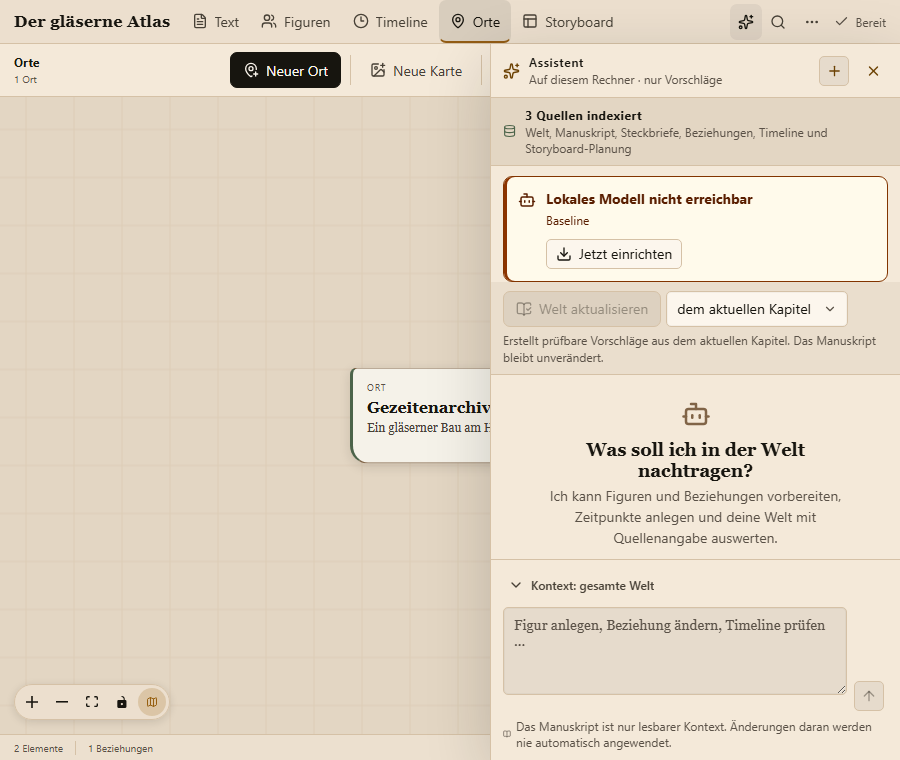 Der gläserne Atlas
Text
Figuren
Timeline
Orte
Storyboard
Bereit
Orte
1 Ort
Neuer Ort
Neue Karte
Assistent
Auf diesem Rechner · nur Vorschläge
3 Quellen indexiert
Welt, Manuskript, Steckbriefe, Beziehungen, Timeline und
Storyboard-Planung
Lokales Modell nicht erreichbar
Baseline
Jetzt einrichten
Welt aktualisieren
dem aktuellen Kapitel
Erstellt prüfbare Vorschläge aus dem aktuellen Kapitel. Das Manuskript
bleibt unverändert.
ORT
Gezeitenarchiv
Ein gläserner Bau am H
Was soll ich in der Welt
nachtragen?
Ich kann Figuren und Beziehungen vorbereiten,
Zeitpunkte anlegen und deine Welt mit
Quellenangabe auswerten.
Kontext: gesamte Welt
Figur anlegen, Beziehung ändern, Timeline prüfen
...
Das Manuskript ist nur lesbarer Kontext. Änderungen daran werden
nie automatisch angewendet.
2 Elemente
1 Beziehungen